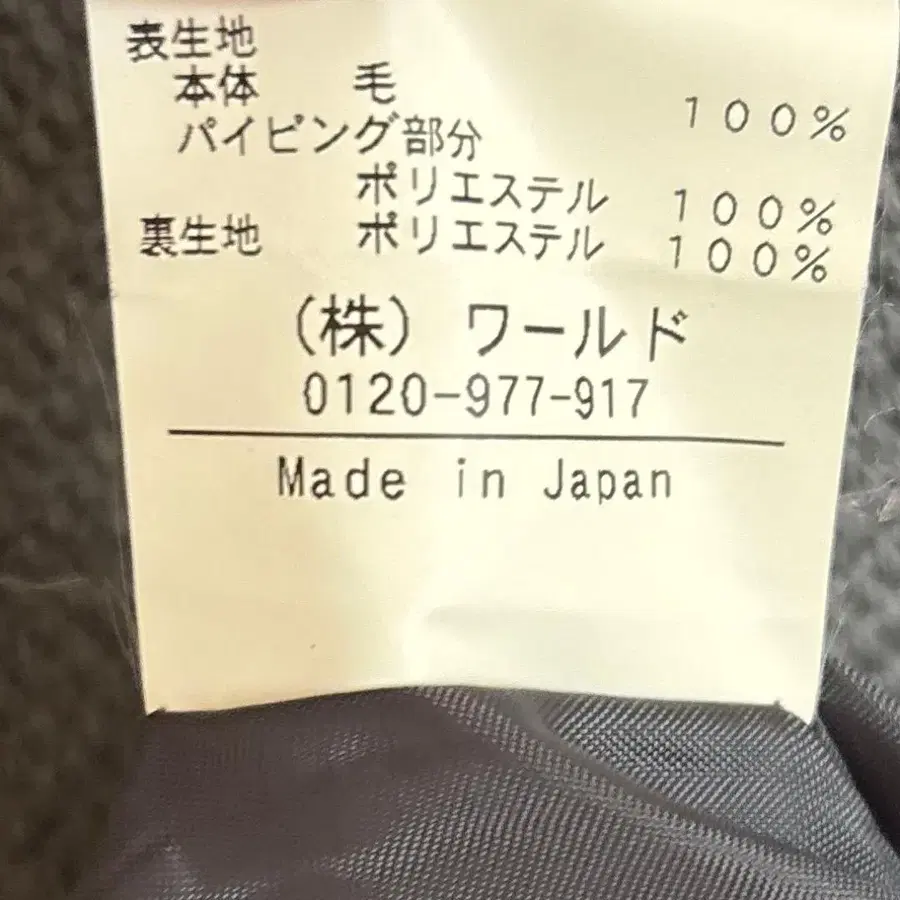 表生地
本体 毛 １００％
パイピング部分
ポリエステル １００％
裏生地 ポリエステル １００％
（株） ワールド
0120-977-917
Made in Japan